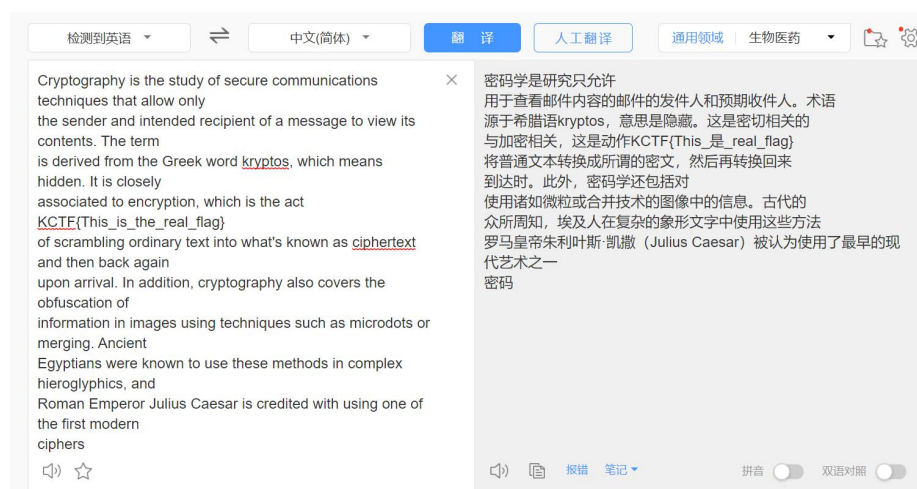 检测到英语
中文(简体)
翻 译
人工翻译
通用领域
生物医药
Cryptography is the study of secure communications
techniques that allow only
the sender and intended recipient of a message to view its
contents. The term
is derived from the Greek word kryptos, which means
hidden. It is closely
associated to encryption, which is the act
KCTF{This_is_the_real_flag}
of scrambling ordinary text into what's known as ciphertext
and then back again
upon arrival. In addition, cryptography also covers the
obfuscation of
information in images using techniques such as microdots or
merging. Ancient
Egyptians were known to use these methods in complex
hieroglyphics, and
Roman Emperor Julius Caesar is credited with using one of
the first modern
ciphers
密码学是研究只允许
用于查看邮件内容的邮件的发件人和预期收件人。术语
源于希腊语kryptos，意思是隐藏。这是密切相关的
与加密相关，这是动作KCTF{This_是_real_flag}
将普通文本转换成所谓的密文，然后再转换回来
到达时。此外，密码学还包括对
使用诸如微粒或合并技术的图像中的信息。古代的
众所周知，埃及人在复杂的象形文字中使用这些方法
罗马皇帝朱利叶斯·凯撒（Julius Caesar）被认为使用了最早的现
代艺术之一
密码
报错
笔记
拼音
双语对照